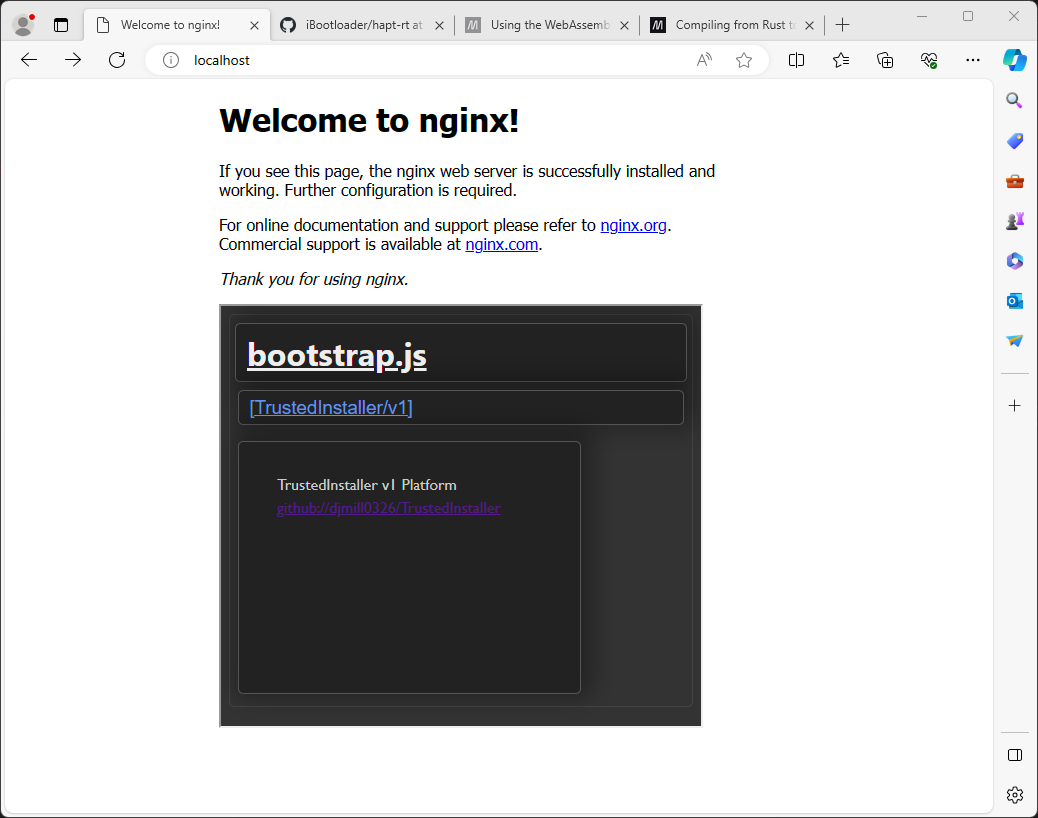 Welcome to nginx!
iBootloader/hapt-rt at
Using the WebAssemb
Compiling from Rust t
localhost
Welcome to nginx!
If you see this page, the nginx web server is successfully installed and
working. Further configuration is required.
For online documentation and support please refer to nginx.org.
Commercial support is available at nginx.com.
Thank you for using nginx.
bootstrap.js
[TrustedInstaller/v1]
TrustedInstaller v1 Platform
github://djmill0326/TrustedInstaller